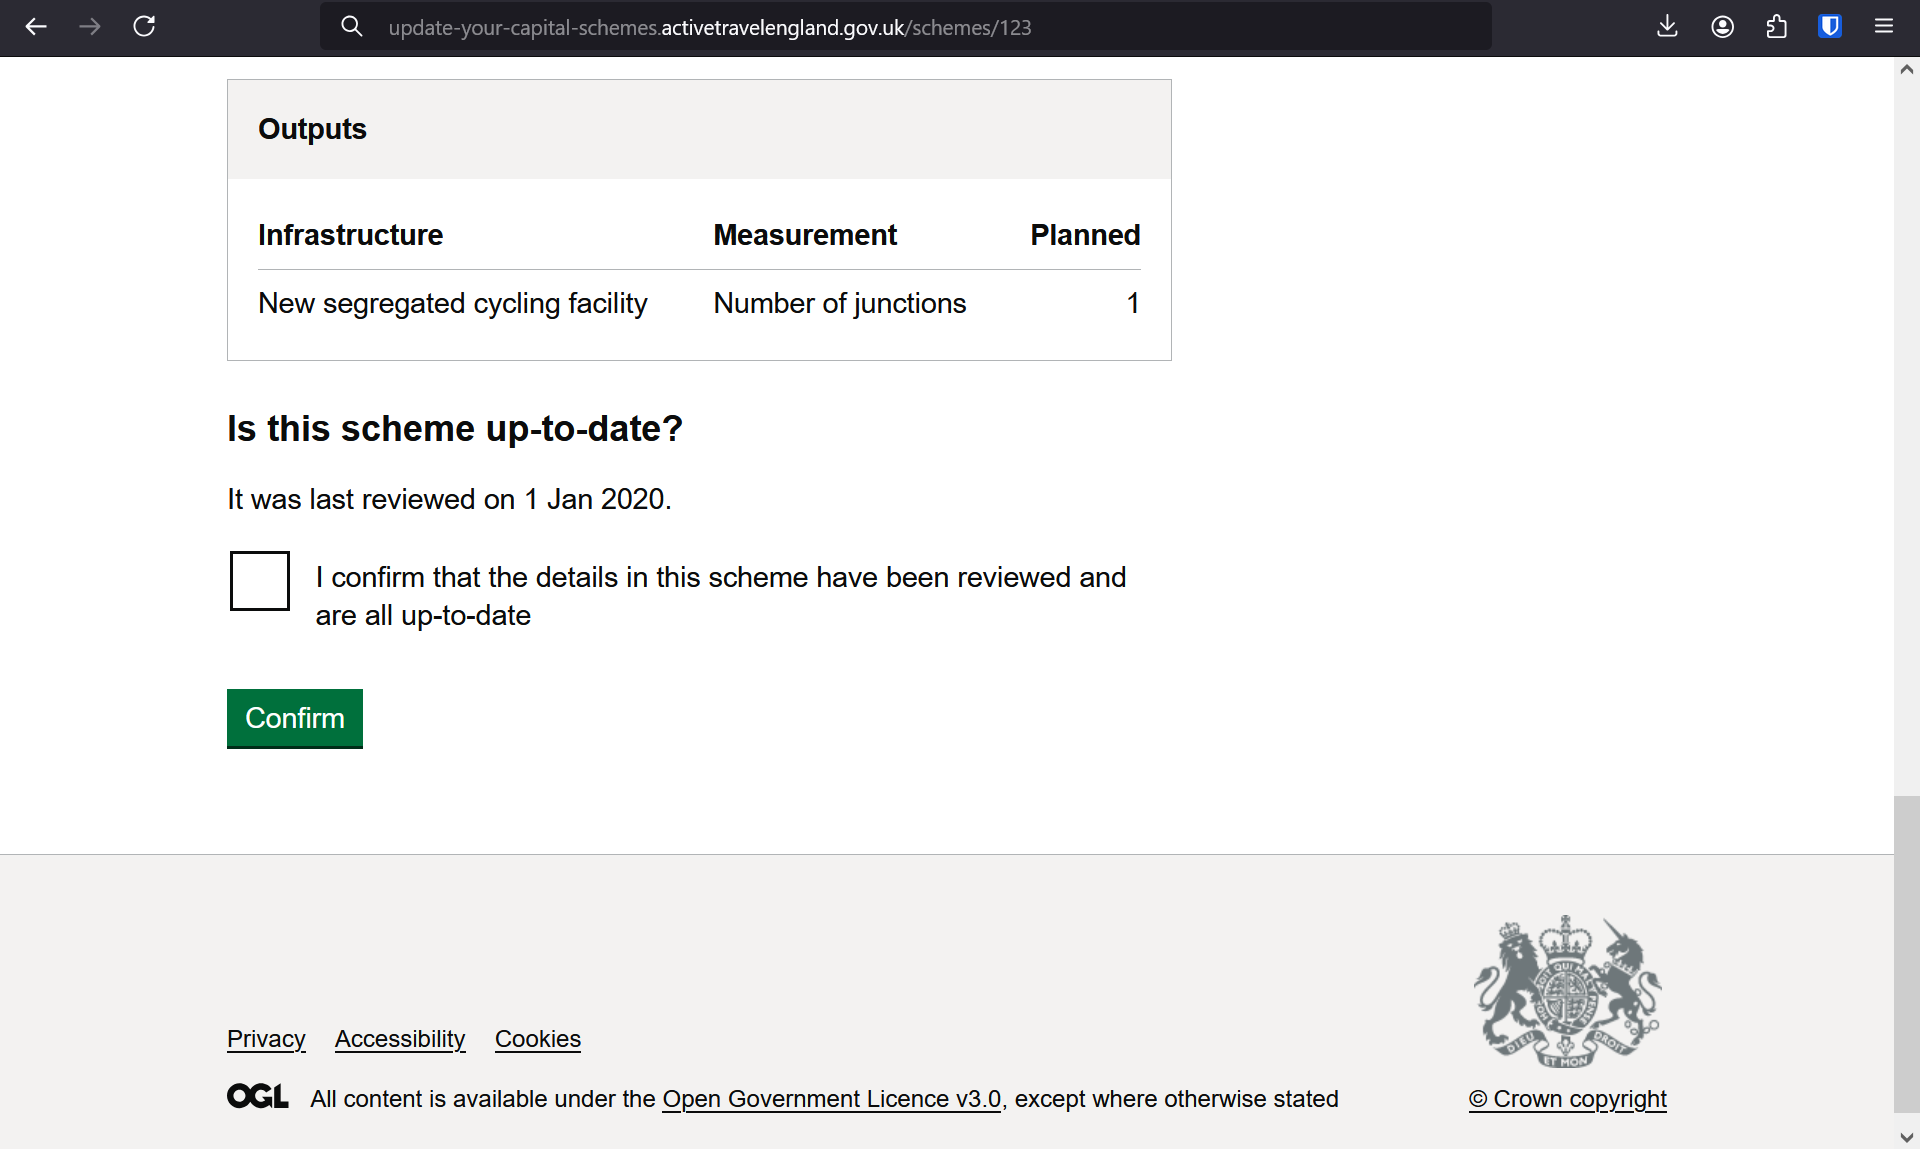 update-your-capital-schemes.activetravelengland.gov.uk/schemes/123
Outputs
Infrastructure Measurement Planned
New segregated cycling facility Number of junctions 1
Is this scheme up-to-date?
It was last reviewed on 1 Jan 2020.
I confirm that the details in this scheme have been reviewed and
are all up-to-date
Confirm
Privacy Accessibility Cookies
DIEU ET MON DROIT
OGL All content is available under the Open Government Licence v3.0, except where otherwise stated
© Crown copyright